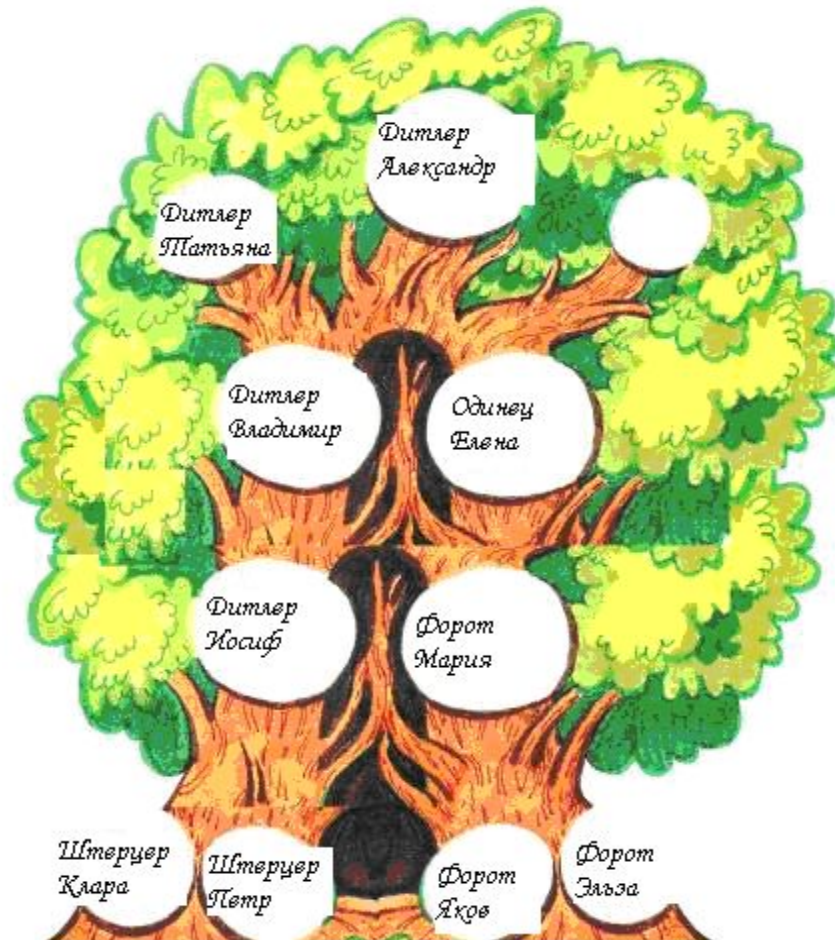 Дитлер
Александр
Дитлер
Татьяна
Дитлер
Владимир
Одинец
Елена
Дитлер
Иосиф
Форот
Мария
Штерцер
Клара
Штерцер
Петр
Форот
Яков
Форот
Эльза